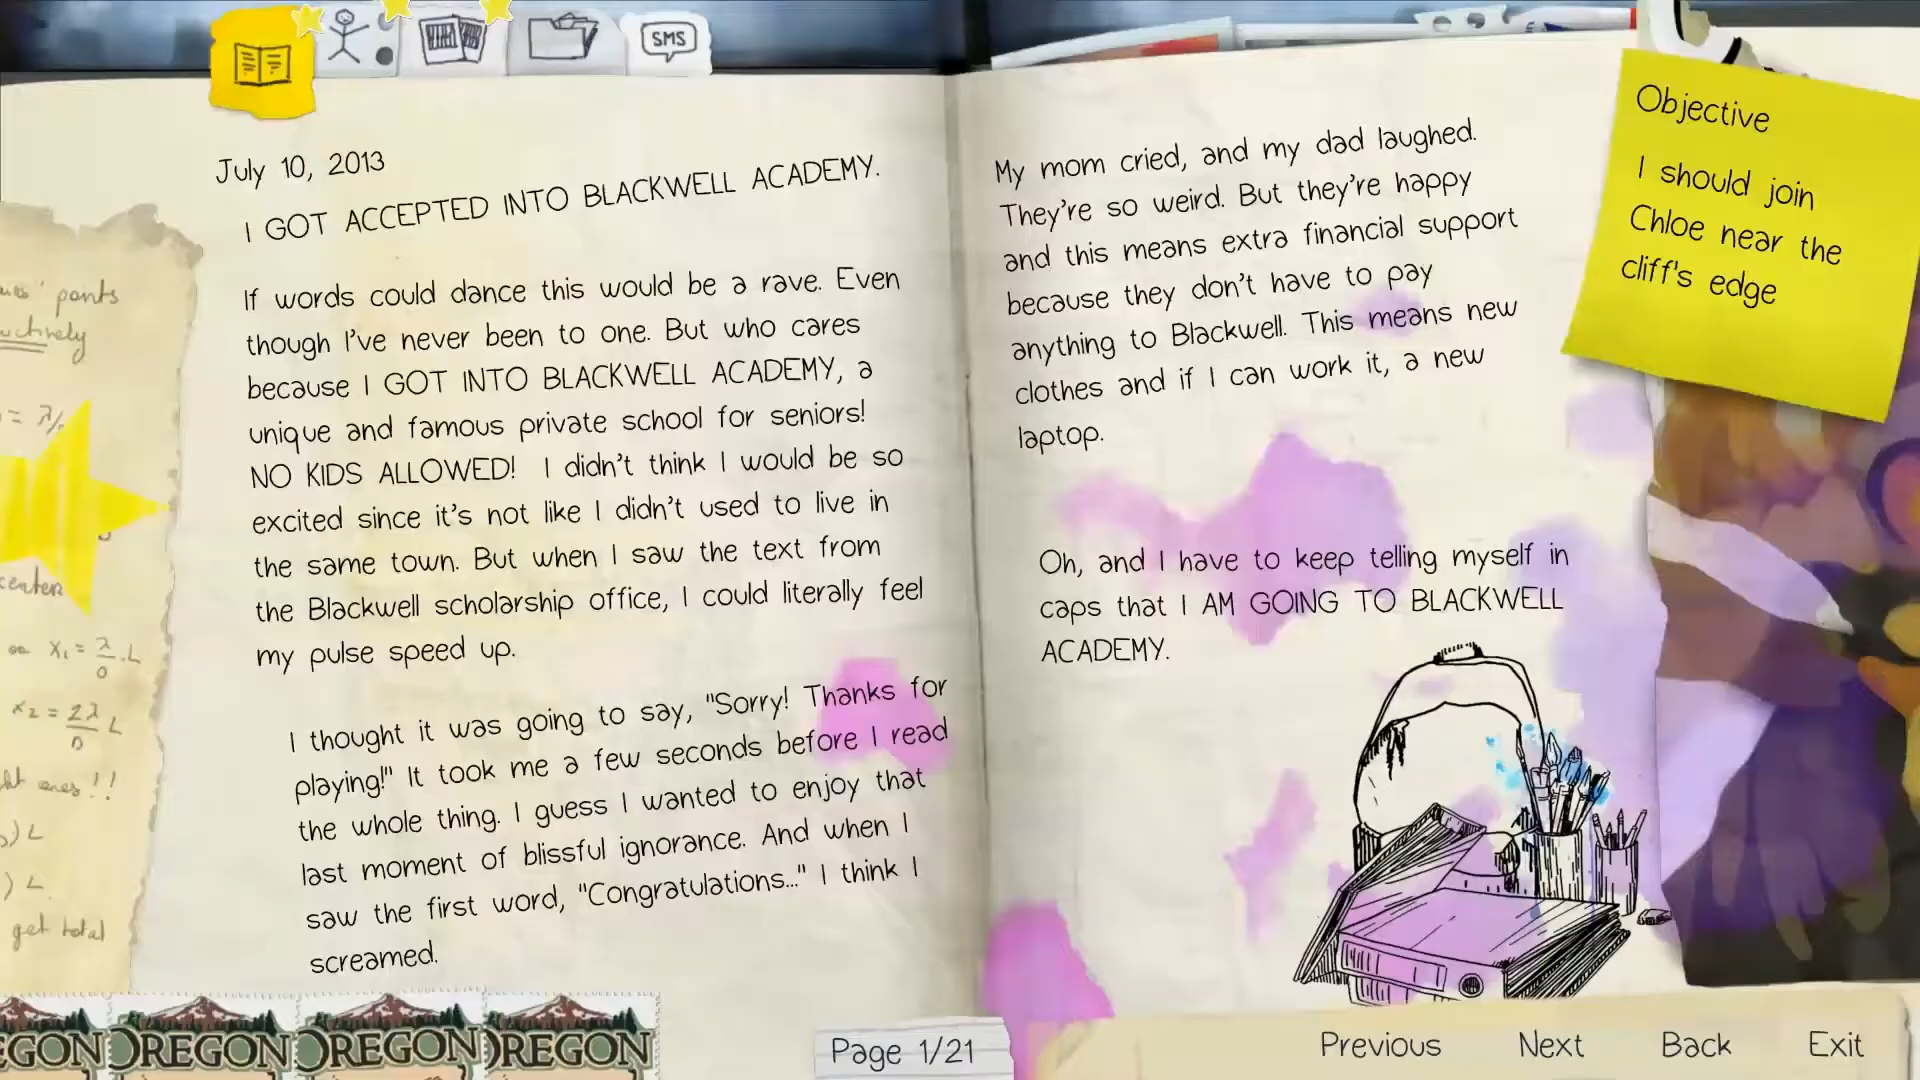 SMS
July 10, 2013
I GOT ACCEPTED INTO BLACKWELL ACADEMY.
If words could dance this would be a rave. Even
though I've never been to one. But who cares
because I GOT INTO BLACKWELL ACADEMY, a
unique and famous private school for seniors!
NO KIDS ALLOWED! I didn't think I would be so
excited since it's not like I didn't used to live in
the same town. But when I saw the text from
the Blackwell scholarship office, I could literally feel
my pulse speed up.
I thought it was going to say, "Sorry! Thanks for
playing!" It took me a few seconds before I read
the whole thing. I guess I wanted to enjoy that
last moment of blissful ignorance. And when I
saw the first word, "Congratulations..." I think I
screamed.
My mom cried, and my dad laughed.
They're so weird. But they're happy
and this means extra financial support
because they don't have to pay
anything to Blackwell. This means new
clothes and if I can work it, a new
laptop.
Oh, and I have to keep telling myself in
caps that I AM GOING TO BLACKWELL
ACADEMY.
Objective
I should join
Chloe near the
cliff's edge
points
get total
OREGON OREGON OREGON
Page 1/21
Previous Next Back Exit